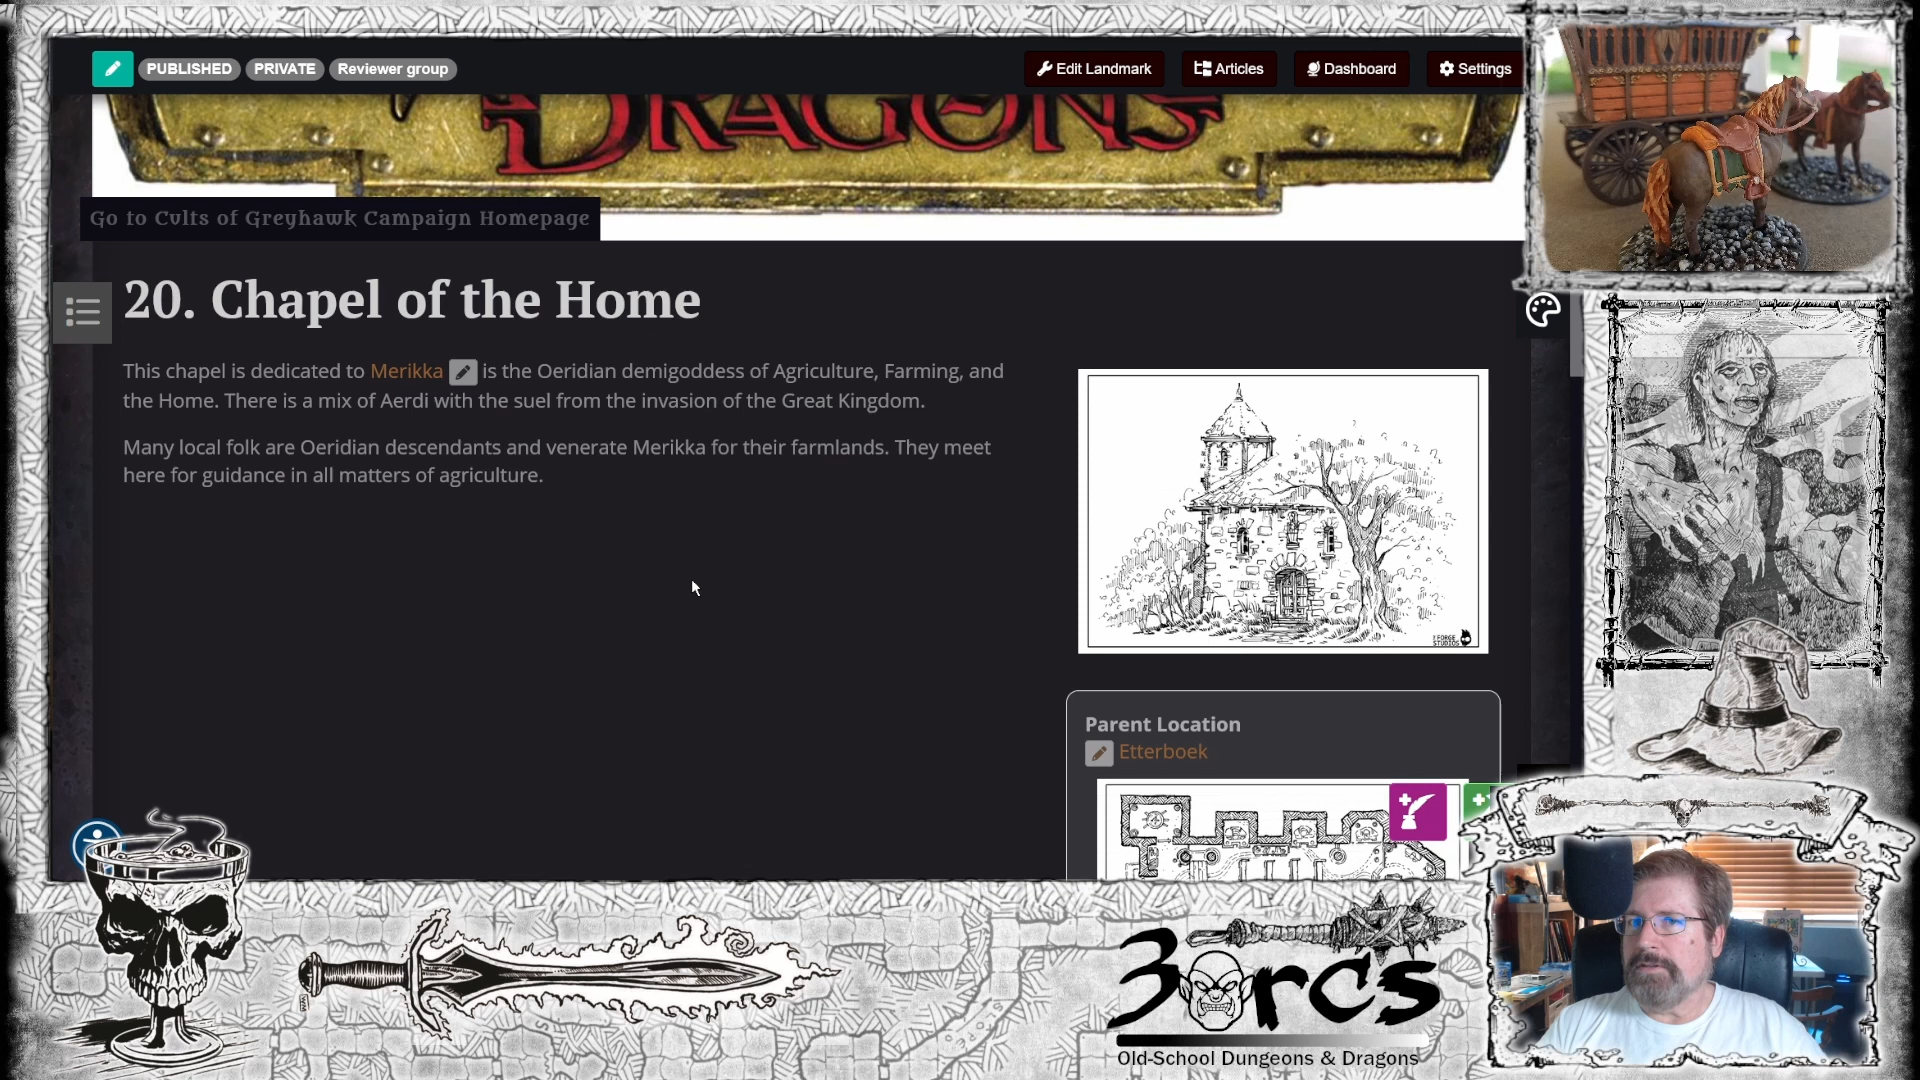 PUBLISHED PRIVATE Reviewer group
Edit Landmark Articles Dashboard Settings
DRAGONS
Go to Cults of Greyhawk Campaign Homepage
20. Chapel of the Home
This chapel is dedicated to Merikka is the Oeridian demigoddess of Agriculture, Farming, and
the Home. There is a mix of Aerdi with the suel from the invasion of the Great Kingdom.
Many local folk are Oeridian descendants and venerate Merikka for their farmlands. They meet
here for guidance in all matters of agriculture.
Parent Location
Etterboek
3orcs
Old-School Dungeons & Dragons